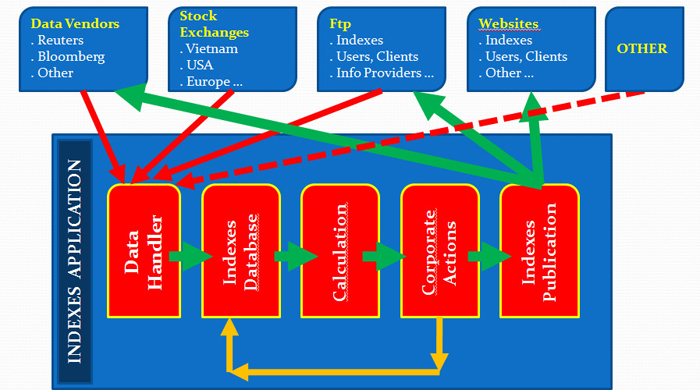 Data Vendors
. Reuters
. Bloomberg
. Other
Stock
Exchanges
. Vietnam
. USA
. Europe ...
Ftp
. Indexes
. Users, Clients
. Info Providers ...
Websites
. Indexes
. Users, Clients
. Other ...
OTHER
INDEXES APPLICATION
Data
Handler
Indexes
Database
Calculation
Corporate
Actions
Indexes
Publication